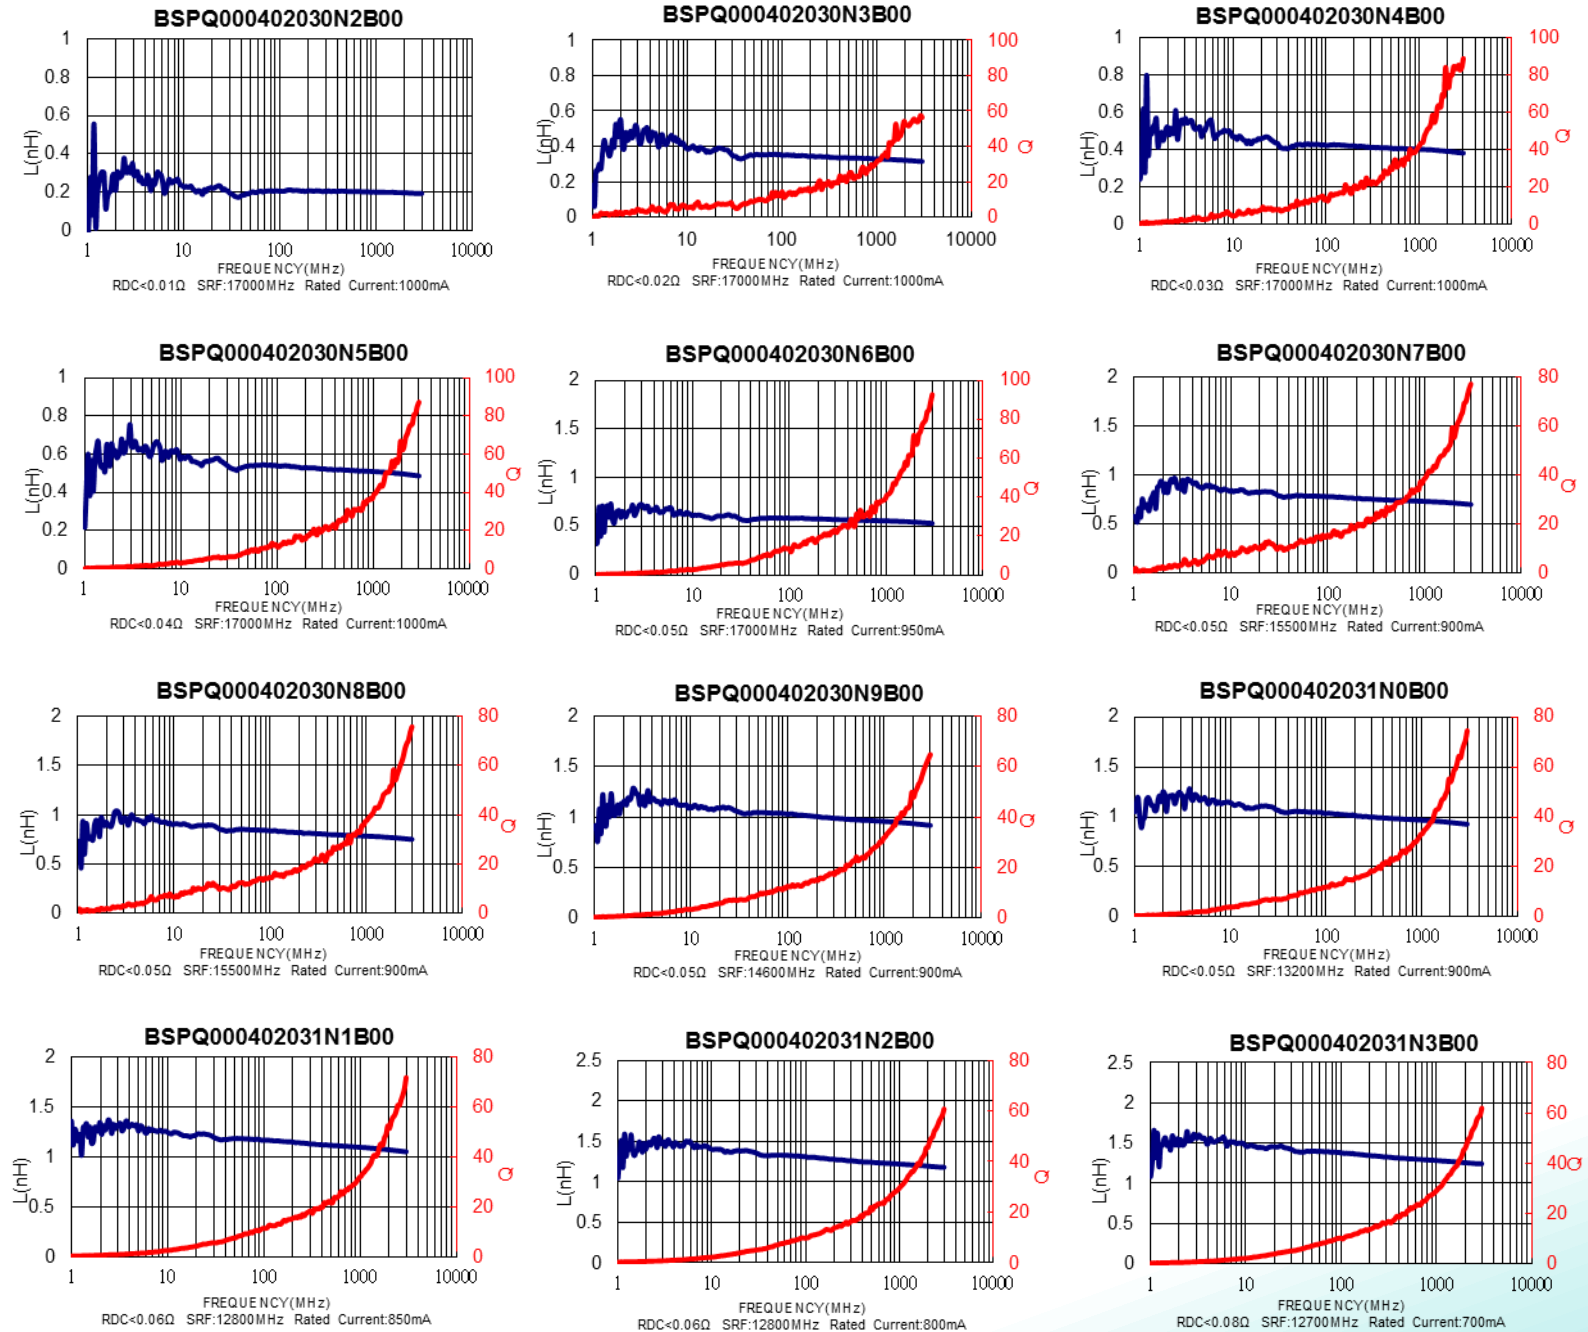 BSPQ000402030N2B00
1
0.8
0.6
0.4
0.2
0
L(nH)
1 10 100 1000 10000
FREQUENCY(MHz)
RDC<0.01Ω SRF:17000MHz Rated Current:1000mA
BSPQ000402030N3B00
1
0.8
0.6
0.4
0.2
0
L(nH)
100
80
60
40
20
0
Q
1 10 100 1000 10000
FREQUENCY(MHz)
RDC<0.02Ω SRF:17000MHz Rated Current:1000mA
BSPQ000402030N4B00
1
0.8
0.6
0.4
0.2
0
L(nH)
100
80
60
40
20
0
Q
1 10 100 1000 10000
FREQUENCY(MHz)
RDC<0.03Ω SRF:17000MHz Rated Current:1000mA
BSPQ000402030N5B00
1
0.8
0.6
0.4
0.2
0
L(nH)
100
80
60
40
20
0
Q
1 10 100 1000 10000
FREQUENCY(MHz)
RDC<0.04Ω SRF:17000MHz Rated Current:1000mA
BSPQ000402030N6B00
2
1.5
1
0.5
0
L(nH)
100
80
60
40
20
0
Q
1 10 100 1000 10000
FREQUENCY(MHz)
RDC<0.05Ω SRF:17000MHz Rated Current:950mA
BSPQ000402030N7B00
2
1.5
1
0.5
0
L(nH)
80
60
40
20
0
Q
1 10 100 1000 10000
FREQUENCY(MHz)
RDC<0.05Ω SRF:15500MHz Rated Current:900mA
BSPQ000402030N8B00
2
1.5
1
0.5
0
L(nH)
80
60
40
20
0
Q
1 10 100 1000 10000
FREQUENCY(MHz)
RDC<0.05Ω SRF:15500MHz Rated Current:900mA
BSPQ000402030N9B00
2
1.5
1
0.5
0
L(nH)
80
60
40
20
0
Q
1 10 100 1000 10000
FREQUENCY(MHz)
RDC<0.05Ω SRF:14600MHz Rated Current:900mA
BSPQ000402031N0B00
2
1.5
1
0.5
0
L(nH)
80
60
40
20
0
Q
1 10 100 1000 10000
FREQUENCY(MHz)
RDC<0.05Ω SRF:13200MHz Rated Current:900mA
BSPQ000402031N1B00
2
1.5
1
0.5
0
L(nH)
80
60
40
20
0
Q
1 10 100 1000 10000
FREQUENCY(MHz)
RDC<0.06Ω SRF:12800MHz Rated Current:850mA
BSPQ000402031N2B00
2.5
2
1.5
1
0.5
0
L(nH)
80
60
40
20
0
Q
1 10 100 1000 10000
FREQUENCY(MHz)
RDC<0.06Ω SRF:12800MHz Rated Current:800mA
BSPQ000402031N3B00
2.5
2
1.5
1
0.5
0
L(nH)
80
60
40
20
0
Q
1 10 100 1000 10000
FREQUENCY(MHz)
RDC<0.08Ω SRF:12700MHz Rated Current:700mA